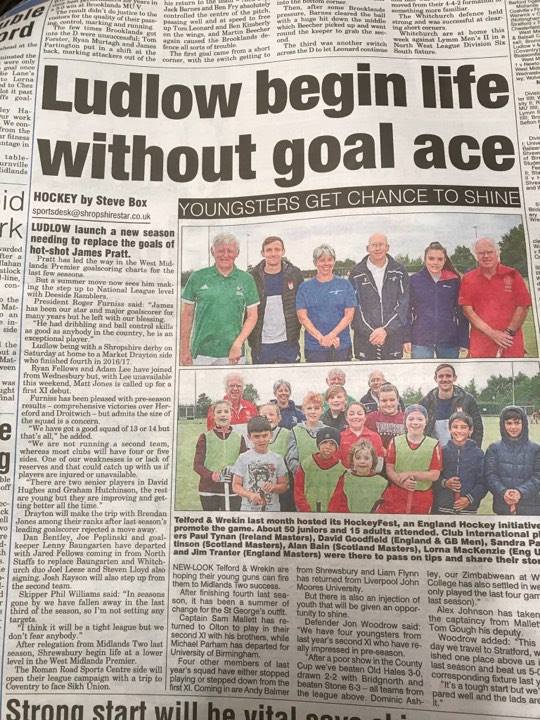 Ludlow begin life
without goal ace
HOCKEY by Steve Box
sportsdesk@shropshirestar.co.uk
LUDLOW launch a new season
needing to replace the goals of
hot-shot James Pratt.
Pratt has led the way in the West Mid-
lands Premier goalscoring charts for the
last few seasons.
But a summer move now sees him mak-
ing the step up to National League level
with Deeside Ramblers.
President Roger Furniss said: “James
has been our star and major goalscorer for
many years but he left with our blessing.
“He had dribbling and ball control skills
as good as anybody in the country, he is an
exceptional player.”
Ludlow being with a Shropshire derby on
Saturday at home to a Market Drayton side
who finished fourth in 2016/17.
Ryan Fellows and Adam Lee have joined
from Wednesbury but, with Lee unavailable
this weekend, Matt Jones is called up for a
first XI debut.
Furniss has been pleased with pre-season
results – comprehensive victories over Her-
eford and Droitwich – but admits the size of
the squad is a concern.
“We have got a good squad of 13 or 14 but
that's all,” he added.
“We are not running a second team,
whereas most clubs will have four or five
sides. One of our weaknesses is our lack of
reserves and that could catch up with us if
players are injured or unavailable.
“There are two senior players in David
Hughes and Graham Hutchinson, the rest
are young but they are improving and get-
ting better all the time.”
Drayton will make the trip with Brendan
Jones among their ranks after last season's
leading goalscorer rejected a move away.
Dan Bentley, Joe Peplinski and goal-
keeper Lenny Baumgarten have departed
with Jared Fellows coming in from North
Staffs to replace Baumgarten and Whitch-
urch duo Joel Leese and Steven Lloyd also
signing. Josh Rayson will also step up from
the second team.
Skipper Phil Williams said: “In seasons
gone by we have fallen away in the last
third of the season, so I'm not setting any
targets.
“I think it will be a tight league but we
don't fear anybody.”
After relegation from Midlands Two last
season, Shrewsbury begin life at a lower
level in the West Midlands Premier.
The Roman Road Sports Centre side will
open their league campaign with a trip to
Coventry to face Sikh Union.
YOUNGSTERS GET CHANCE TO SHINE
Telford & Wrekin last month hosted its HockeyFest, an England Hockey initiative
promote the game. About 50 juniors and 15 adults attended. Club international pl
ers Paul Tynan (Ireland Masters), David Goodfield (England & GB Men), Sandra Pa
tinson (Scotland Masters), Alan Bain (Scotland Masters), Lorna MacKenzie (Eng U
and Jim Tranter (England Masters) were there to pass on tips and share their stor
NEW-LOOK Telford & Wrekin are
hoping their young guns can fire
them to Midlands Two success.
After finishing fourth last sea-
son, it has been a summer of
change for the St George's outfit.
Captain Sam Mallett has re-
turned to Olton to play in their
second XI with his brothers, while
Michael Parham has departed for
University of Birmingham.
Four other members of last
year's squad have either stopped
playing or stepped down from the
first XI. Coming in are Andy Balmer
from Shrewsbury and Liam Flynn
has returned from Liverpool John
Moores University.
There is also an injection of
youth that will be given an oppor-
tunity to shine.
Defender Jon Woodrow said:
“We have four youngsters from
last year's second XI who have re-
ally impressed in pre-season.
“After a poor show in the County
Cup we've beaten Old Hales 3-0,
drawn 2-2 with Bridgnorth and
beaten Stone 6-3 – all teams from
the league above. Dominic Ash-
ley, our Zimbabwean at W
College has also settled in we
only played the last four gam
last season.”
Alex Johnson has taken
the captaincy from Mallett
Tom Gough his deputy.
Woodrow added: “This
day we travel to Stratford, w
ished one place above us i
last season and beat us 5-
corresponding fixture last y
“It's a tough start but we'
pared well and the lads ar
it.”
Strong start will be vital